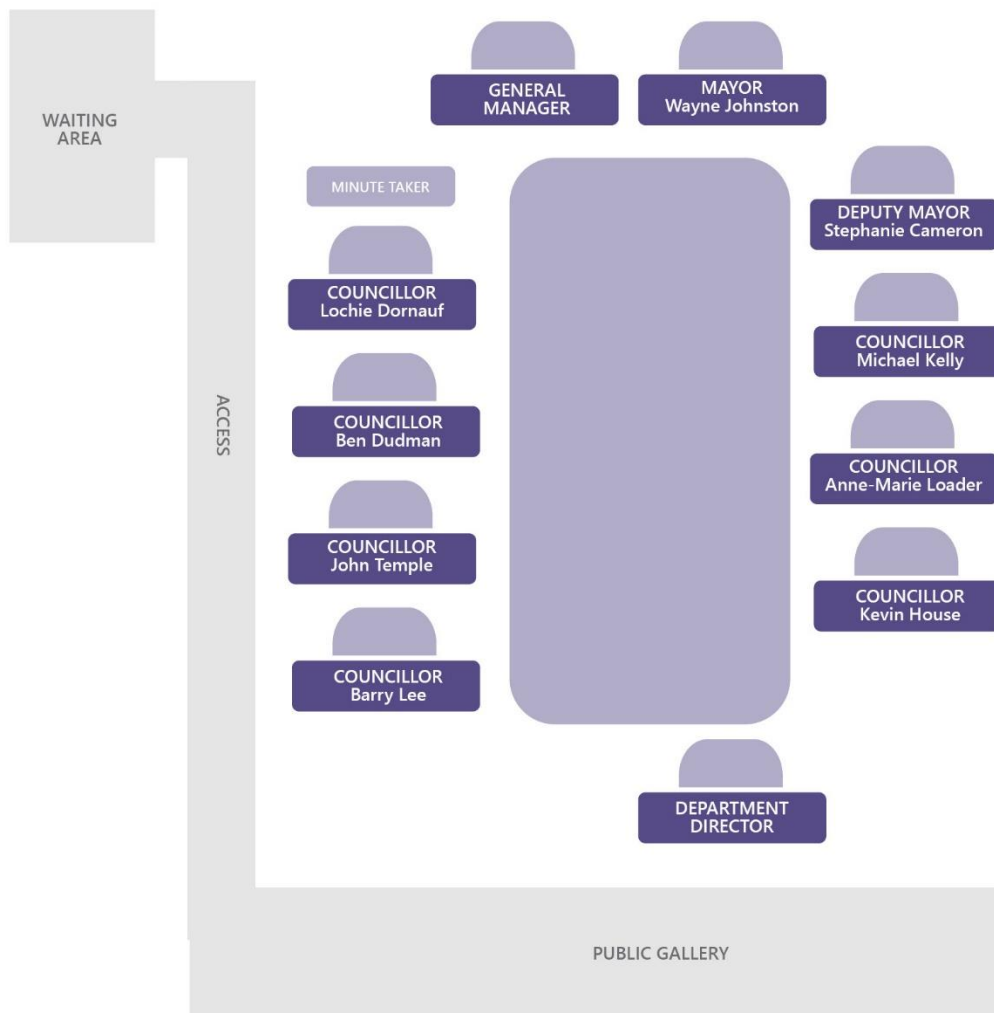 GENERAL
MANAGER
MAYOR
Wayne Johnston
WAITING
AREA
MINUTE TAKER
DEPUTY MAYOR
Stephanie Cameron
COUNCILLOR
Lochie Dornauf
COUNCILLOR
Michael Kelly
ACCESS
COUNCILLOR
Ben Dudman
COUNCILLOR
Anne-Marie Loader
COUNCILLOR
John Temple
COUNCILLOR
Kevin House
COUNCILLOR
Barry Lee
DEPARTMENT
DIRECTOR
PUBLIC GALLERY